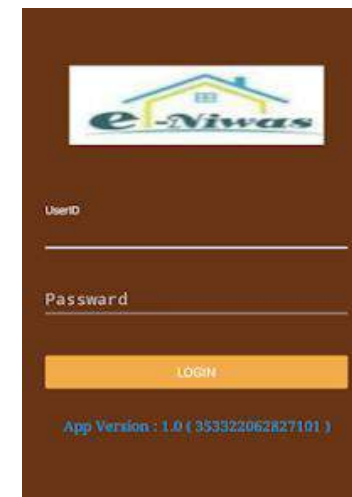 e-Niwas
UserID
Passward
LOGIN
App Version : 1.0 ( 353322062827101 )